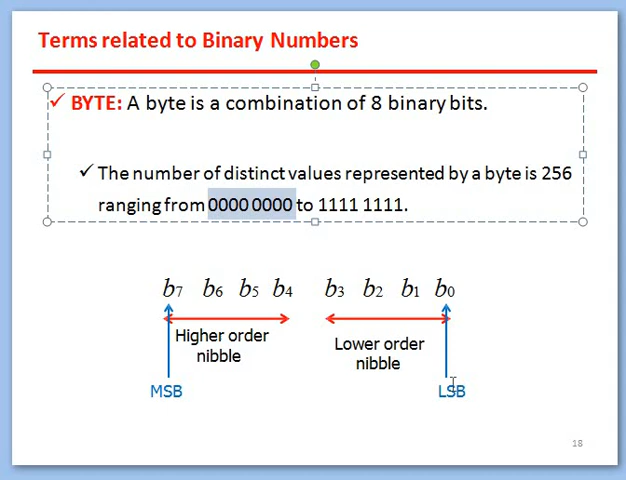 Terms related to Binary Numbers
✓ BYTE: A byte is a combination of 8 binary bits.
✓ The number of distinct values represented by a byte is 256
ranging from 0000 0000 to 1111 1111.
b7 b6 b5 b4 b3 b2 b1 b0
Higher order
nibble
Lower order
nibble
MSB
LSB
18